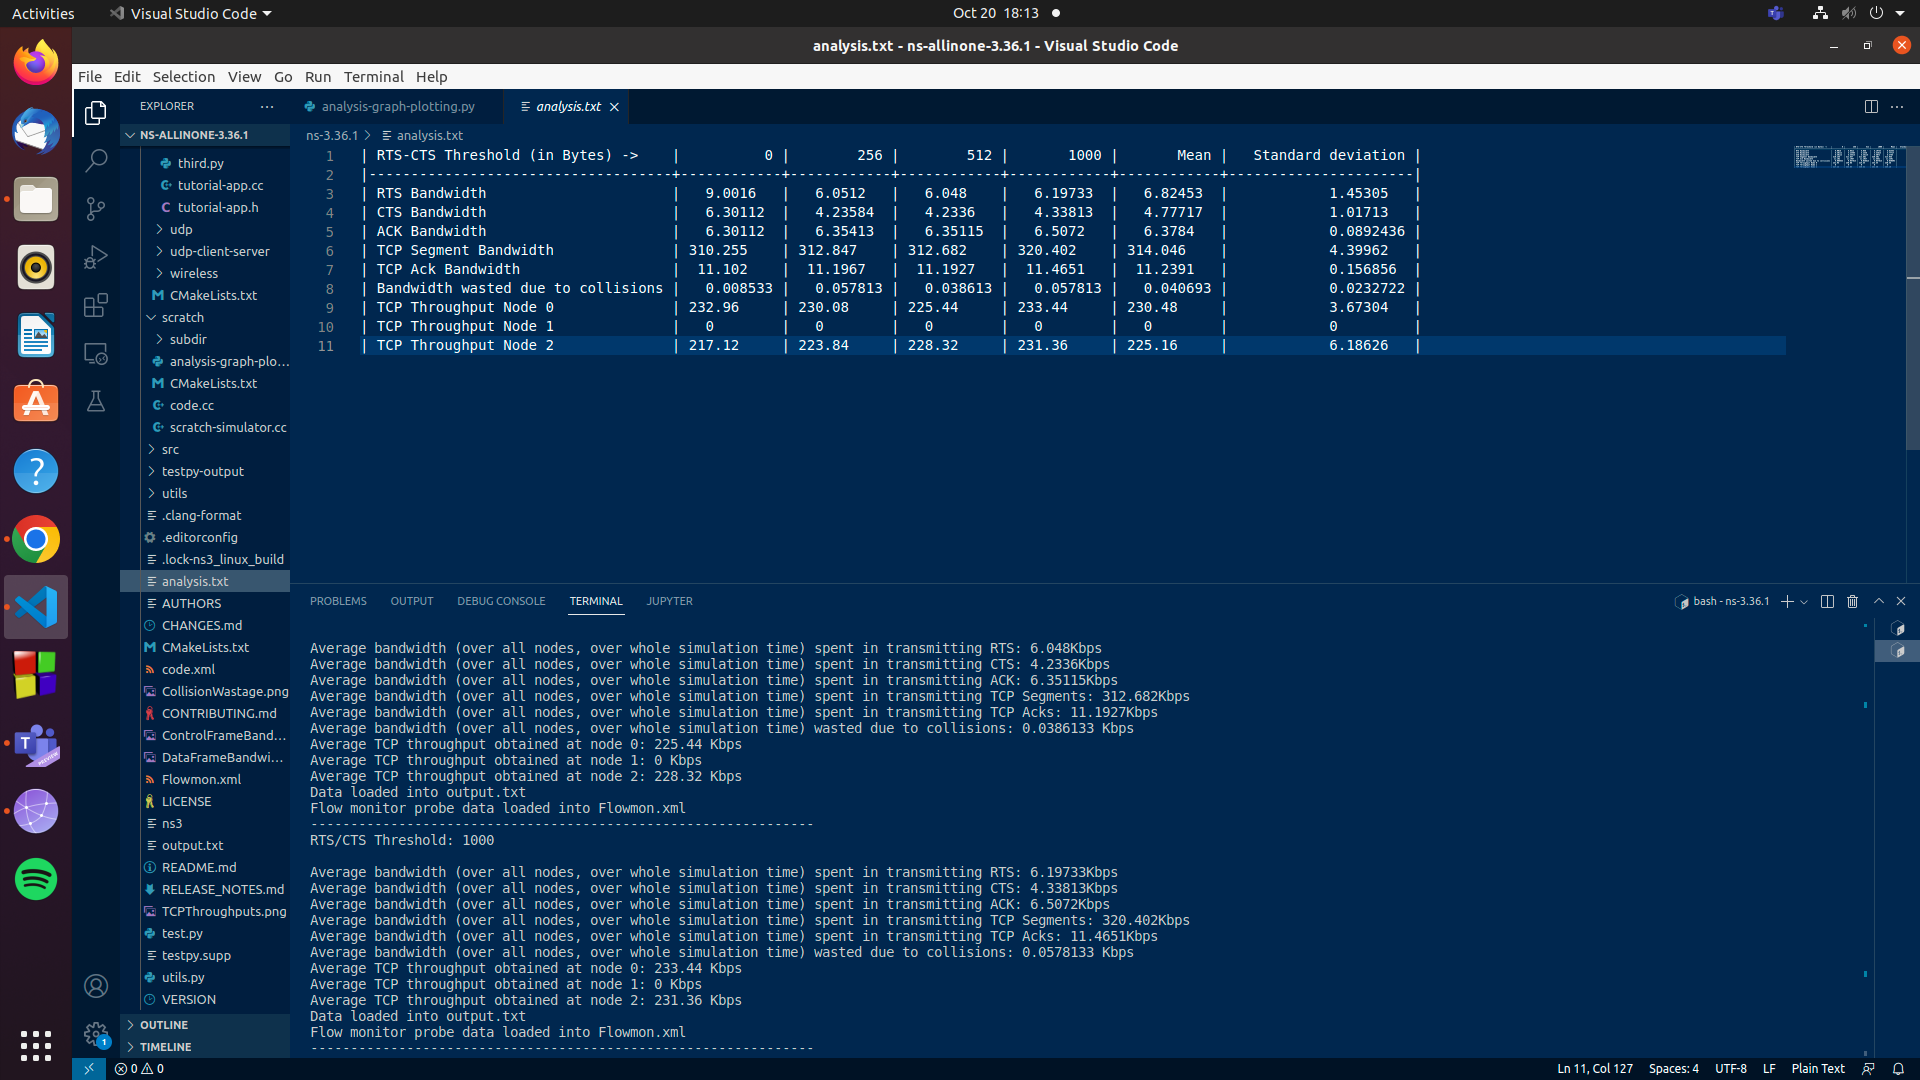 Activities
Visual Studio Code
Oct 20 18:13
analysis.txt - ns-allinone-3.36.1 - Visual Studio Code
File Edit Selection View Go Run Terminal Help
EXPLORER
NS-ALLINONE-3.36.1
third.py
tutorial-app.cc
tutorial-app.h
udp
udp-client-server
wireless
CMakeLists.txt
scratch
subdir
analysis-graph-plo...
CMakeLists.txt
code.cc
scratch-simulator.cc
src
testpy-output
utils
.clang-format
.editorconfig
.lock-ns3_linux_build
analysis.txt
AUTHORS
CHANGES.md
CMakeLists.txt
code.xml
CollisionWastage.png
CONTRIBUTING.md
ControlFrameBand...
DataFrameBandwi...
Flowmon.xml
LICENSE
ns3
output.txt
README.md
RELEASE_NOTES.md
TCPThroughputs.png
test.py
testpy.supp
utils.py
VERSION
OUTLINE
TIMELINE
analysis-graph-plotting.py
analysis.txt
ns-3.36.1 > analysis.txt
1 | RTS-CTS Threshold (in Bytes) -> | 0 | 256 | 512 | 1000 | Mean | Standard deviation |
2 |-------------------------------------+------------+------------+------------+------------+------------+----------------------|
3 | RTS Bandwidth | 9.0016 | 6.0512 | 6.048 | 6.19733 | 6.82453 | 1.45305 |
4 | CTS Bandwidth | 6.30112 | 4.23584 | 4.2336 | 4.33813 | 4.77717 | 1.01713 |
5 | ACK Bandwidth | 6.30112 | 6.35413 | 6.35115 | 6.5072 | 6.3784 | 0.0892436 |
6 | TCP Segment Bandwidth | 310.255 | 312.847 | 312.682 | 320.402 | 314.046 | 4.39962 |
7 | TCP Ack Bandwidth | 11.102 | 11.1967 | 11.1927 | 11.4651 | 11.2391 | 0.156856 |
8 | Bandwidth wasted due to collisions | 0.008533 | 0.057813 | 0.038613 | 0.057813 | 0.040693 | 0.0232722 |
9 | TCP Throughput Node 0 | 232.96 | 230.08 | 225.44 | 233.44 | 230.48 | 3.67304 |
10 | TCP Throughput Node 1 | 0 | 0 | 0 | 0 | 0 | 0 |
11 | TCP Throughput Node 2 | 217.12 | 223.84 | 228.32 | 231.36 | 225.16 | 6.18626 |
PROBLEMS OUTPUT DEBUG CONSOLE TERMINAL JUPYTER
bash - ns-3.36.1
Average bandwidth (over all nodes, over whole simulation time) spent in transmitting RTS: 6.048Kbps
Average bandwidth (over all nodes, over whole simulation time) spent in transmitting CTS: 4.2336Kbps
Average bandwidth (over all nodes, over whole simulation time) spent in transmitting ACK: 6.35115Kbps
Average bandwidth (over all nodes, over whole simulation time) spent in transmitting TCP Segments: 312.682Kbps
Average bandwidth (over all nodes, over whole simulation time) spent in transmitting TCP Acks: 11.1927Kbps
Average bandwidth (over all nodes, over whole simulation time) wasted due to collisions: 0.0386133 Kbps
Average TCP throughput obtained at node 0: 225.44 Kbps
Average TCP throughput obtained at node 1: 0 Kbps
Average TCP throughput obtained at node 2: 228.32 Kbps
Data loaded into output.txt
Flow monitor probe data loaded into Flowmon.xml
---------------------------------------------------------------
RTS/CTS Threshold: 1000
Average bandwidth (over all nodes, over whole simulation time) spent in transmitting RTS: 6.19733Kbps
Average bandwidth (over all nodes, over whole simulation time) spent in transmitting CTS: 4.33813Kbps
Average bandwidth (over all nodes, over whole simulation time) spent in transmitting ACK: 6.5072Kbps
Average bandwidth (over all nodes, over whole simulation time) spent in transmitting TCP Segments: 320.402Kbps
Average bandwidth (over all nodes, over whole simulation time) spent in transmitting TCP Acks: 11.4651Kbps
Average bandwidth (over all nodes, over whole simulation time) wasted due to collisions: 0.0578133 Kbps
Average TCP throughput obtained at node 0: 233.44 Kbps
Average TCP throughput obtained at node 1: 0 Kbps
Average TCP throughput obtained at node 2: 231.36 Kbps
Data loaded into output.txt
Flow monitor probe data loaded into Flowmon.xml
---------------------------------------------------------------
1
0 0
Ln 11, Col 127 Spaces: 4 UTF-8 LF Plain Text